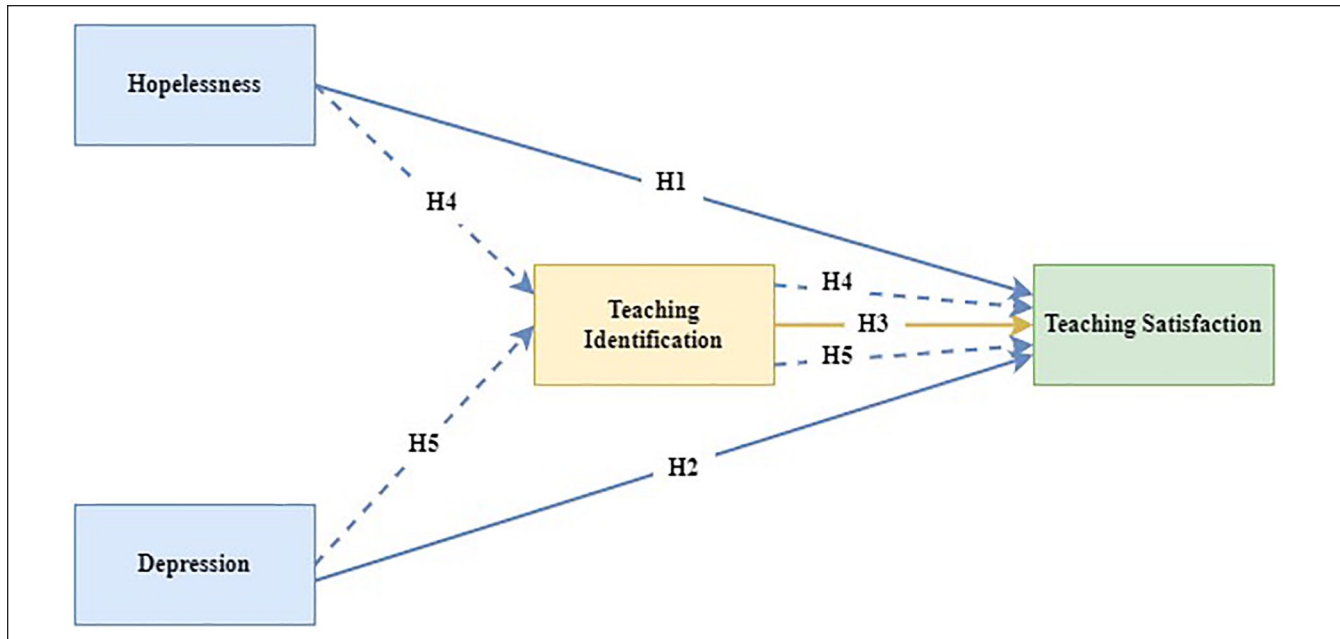 Hopelessness
H1
H4
H4
Teaching
Identification
H3
Teaching Satisfaction
H5
H5
H2
Depression